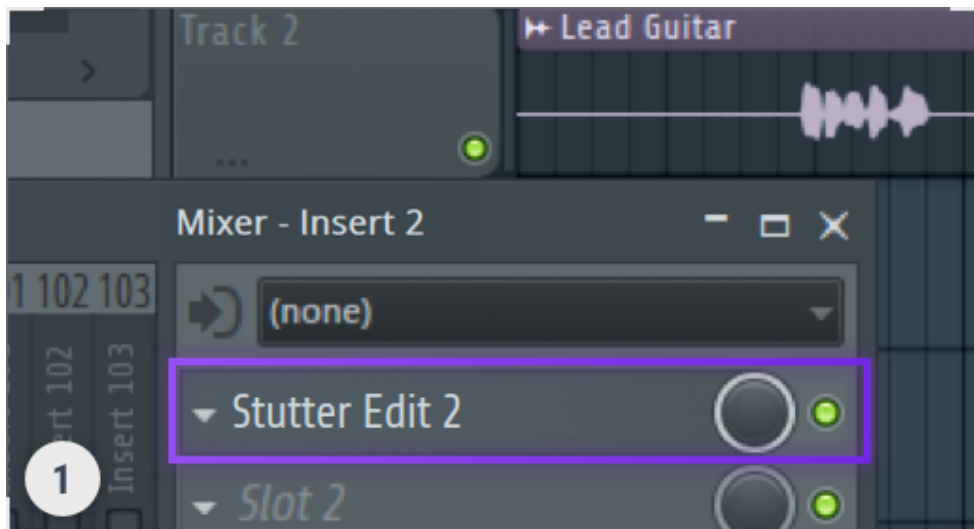 Track 2
Lead Guitar
...
Mixer - Insert 2
102 103
(none)
Insert 102
Insert 103
Stutter Edit 2
1
Slot 2